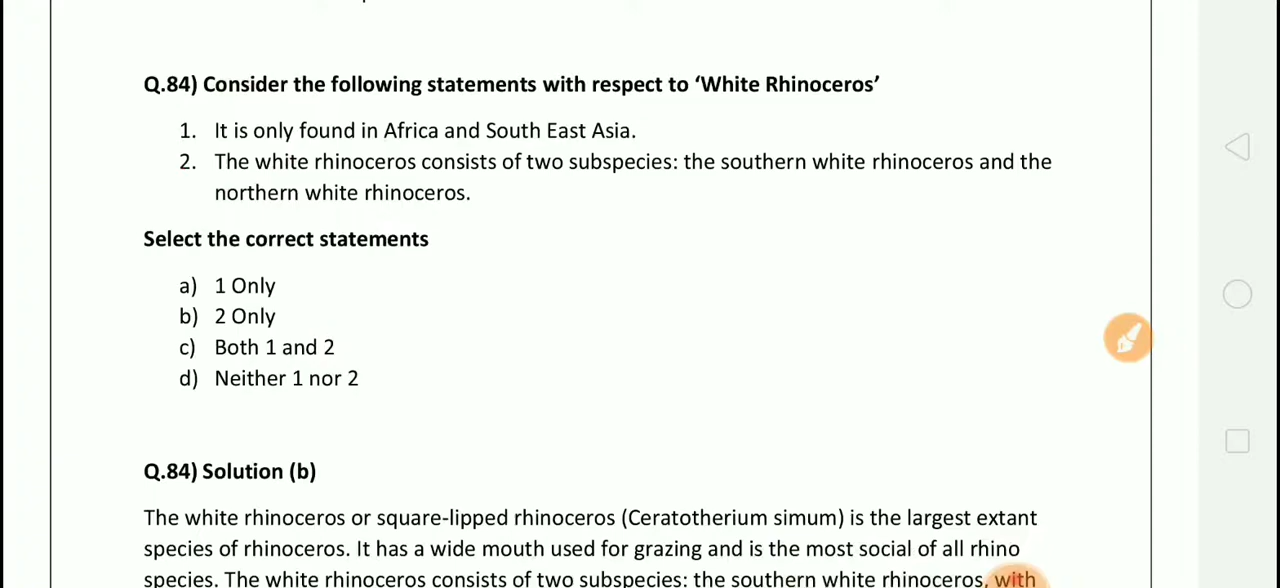 Q.84) Consider the following statements with respect to ‘White Rhinoceros’
1. It is only found in Africa and South East Asia.
2. The white rhinoceros consists of two subspecies: the southern white rhinoceros and the
northern white rhinoceros.
Select the correct statements
a) 1 Only
b) 2 Only
c) Both 1 and 2
d) Neither 1 nor 2
Q.84) Solution (b)
The white rhinoceros or square-lipped rhinoceros (Ceratotherium simum) is the largest extant
species of rhinoceros. It has a wide mouth used for grazing and is the most social of all rhino
species. The white rhinoceros consists of two subspecies: the southern white rhinoceros, with